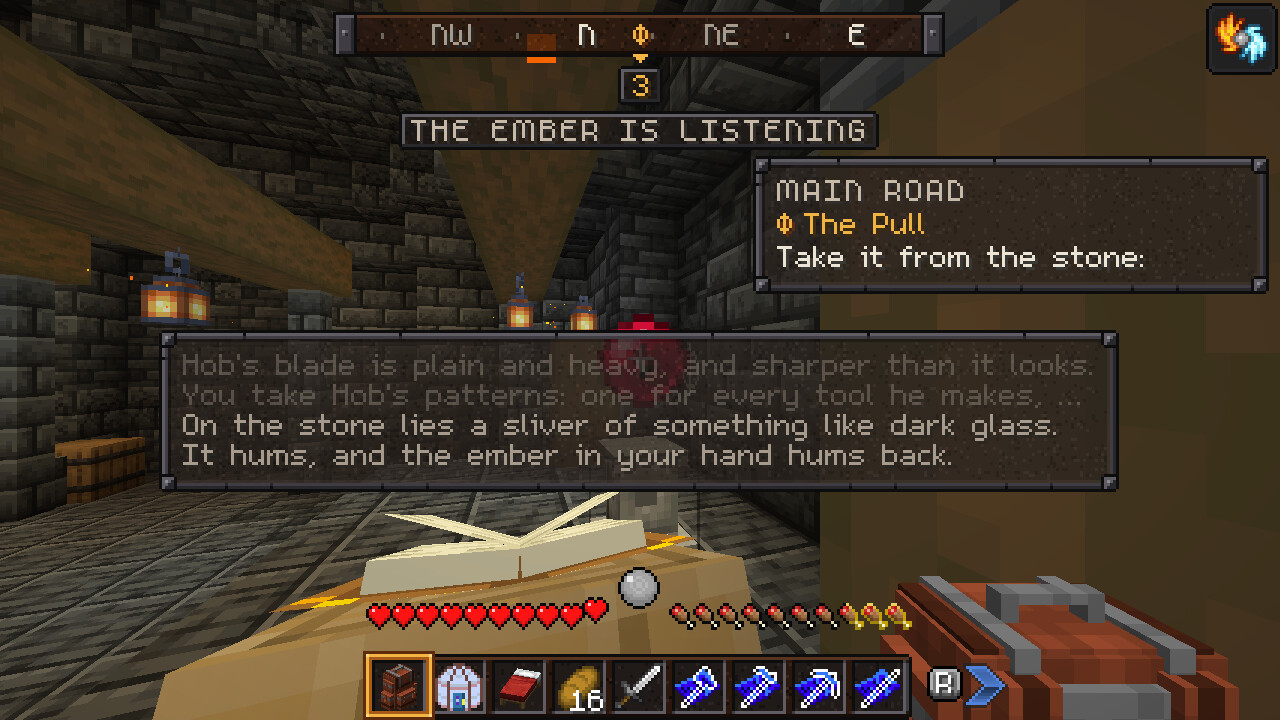 NW N NE E
3
THE EMBER IS LISTENING
MAIN ROAD
The Pull
Take it from the stone:
Hob's blade is plain and heavy, and sharper than it looks.
You take Hob's patterns: one for every tool he makes, ...
On the stone lies a sliver of something like dark glass.
It hums, and the ember in your hand hums back.
16
R